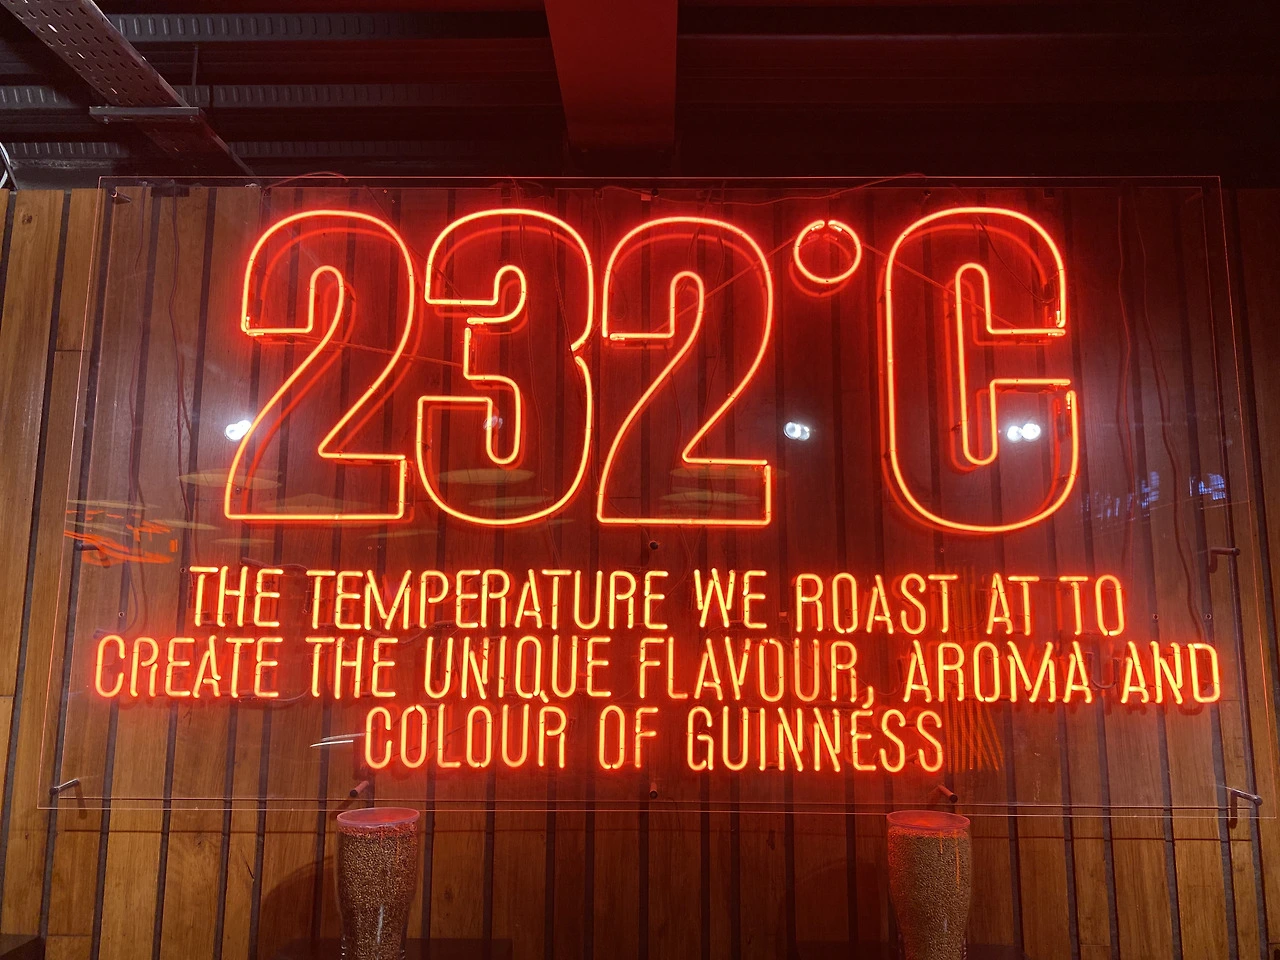 232°C
THE TEMPERATURE WE ROAST AT TO
CREATE THE UNIQUE FLAVOUR, AROMA AND
COLOUR OF GUINNESS